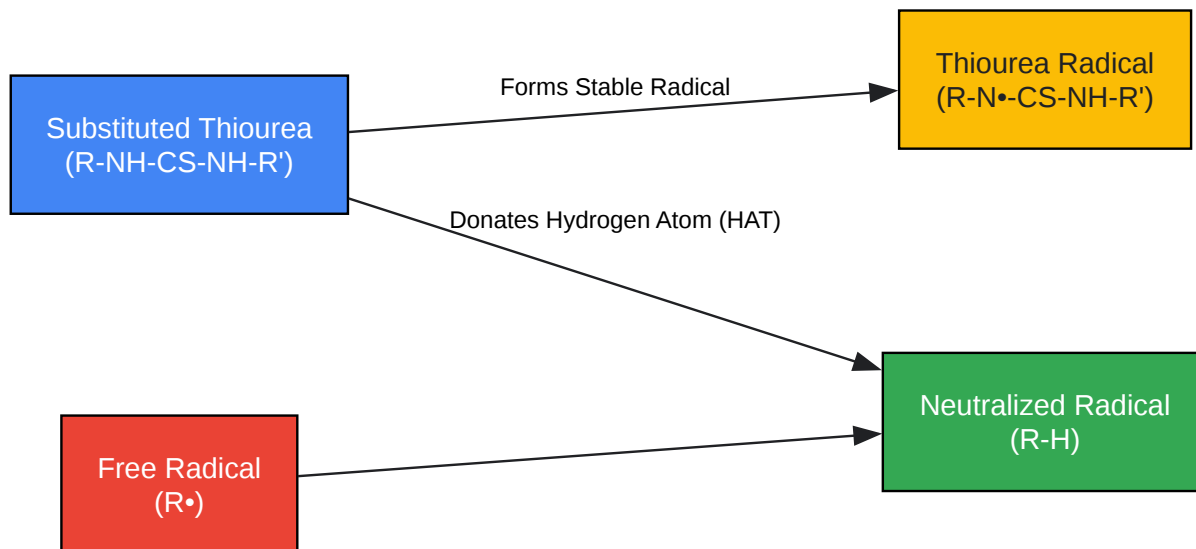 Substituted Thiourea
(R-NH-CS-NH-R')
Forms Stable Radical
Thiourea Radical
(R-N•-CS-NH-R')
Donates Hydrogen Atom (HAT)
Free Radical
(R•)
Neutralized Radical
(R-H)